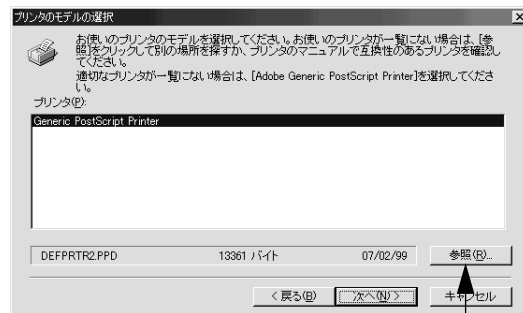 プリンタのモデルの選択
お使いのプリンタのモデルを選択してください。お使いのプリンタが一覧にない場合は、[参
照]をクリックして別の場所を探すか、プリンタのマニュアルで互換性のあるプリンタを確認し
てください。
適切なプリンタが一覧にない場合は、[Adobe Generic PostScript Printer]を選択してくださ
い。
プリンタ(P):
Generic PostScript Printer
DEFPRTR2.PPD 13361 バイト 07/02/99 参照(R)...
< 戻る(B) 次へ(N) > キャンセル